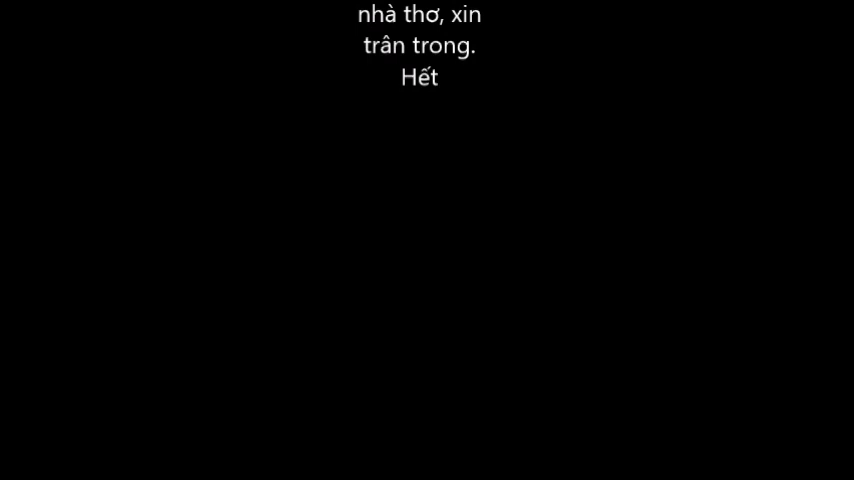 nhà thơ, xin
trân trong.
Hết